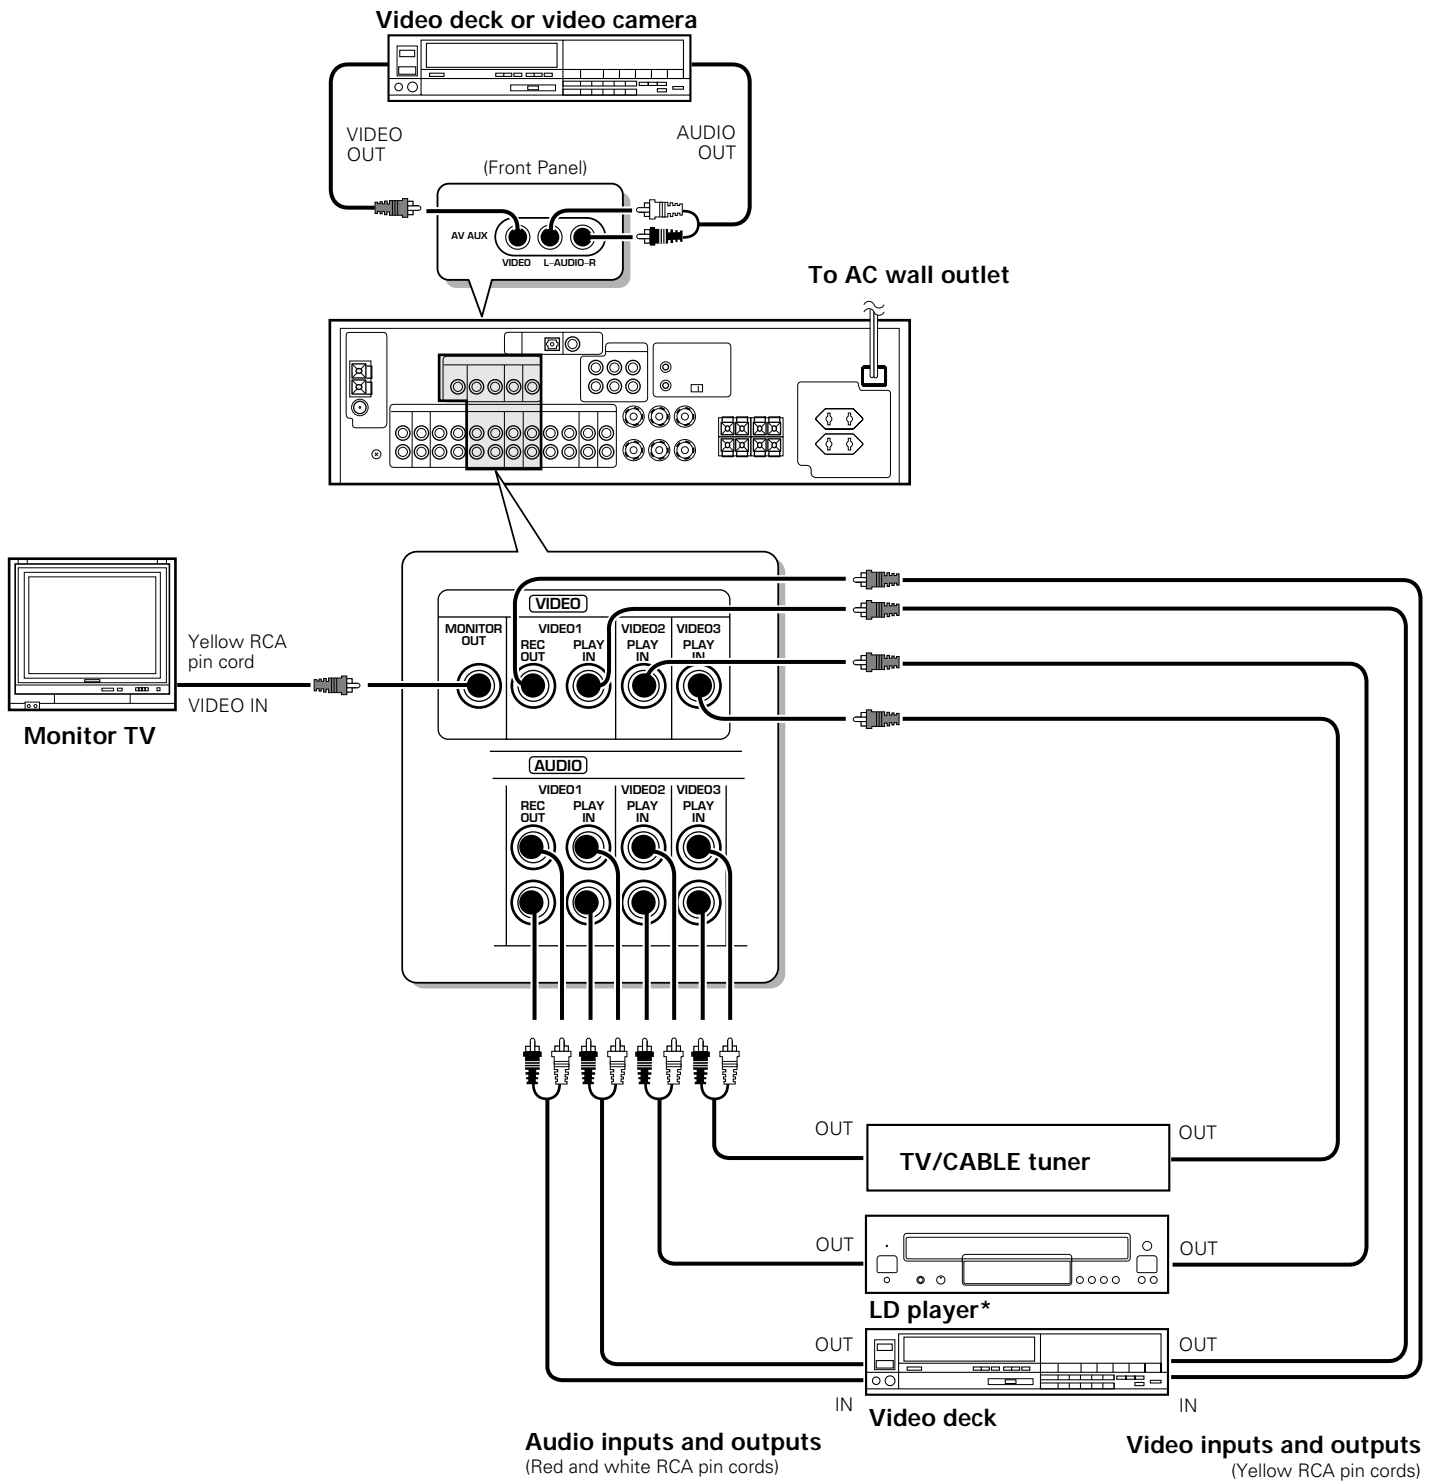 Video deck or video camera
VIDEO
OUT
AUDIO
OUT
(Front Panel)
AV AUX
VIDEO L–AUDIO–R
To AC wall outlet
VIDEO
MONITOR
OUT
VIDEO1
VIDEO2
VIDEO3
REC
OUT
PLAY
IN
PLAY
IN
PLAY
IN
Yellow RCA
pin cord
VIDEO IN
Monitor TV
AUDIO
VIDEO1
VIDEO2
VIDEO3
REC
OUT
PLAY
IN
PLAY
IN
PLAY
IN
OUT
OUT
TV/CABLE tuner
OUT
OUT
LD player*
OUT
OUT
IN
IN
Video deck
Audio inputs and outputs
(Red and white RCA pin cords)
Video inputs and outputs
(Yellow RCA pin cords)